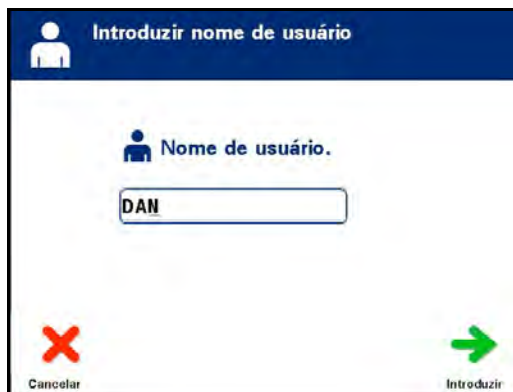 Introduzir nome de usuário
Nome de usuário.
DAN
Cancelar
Introduzir